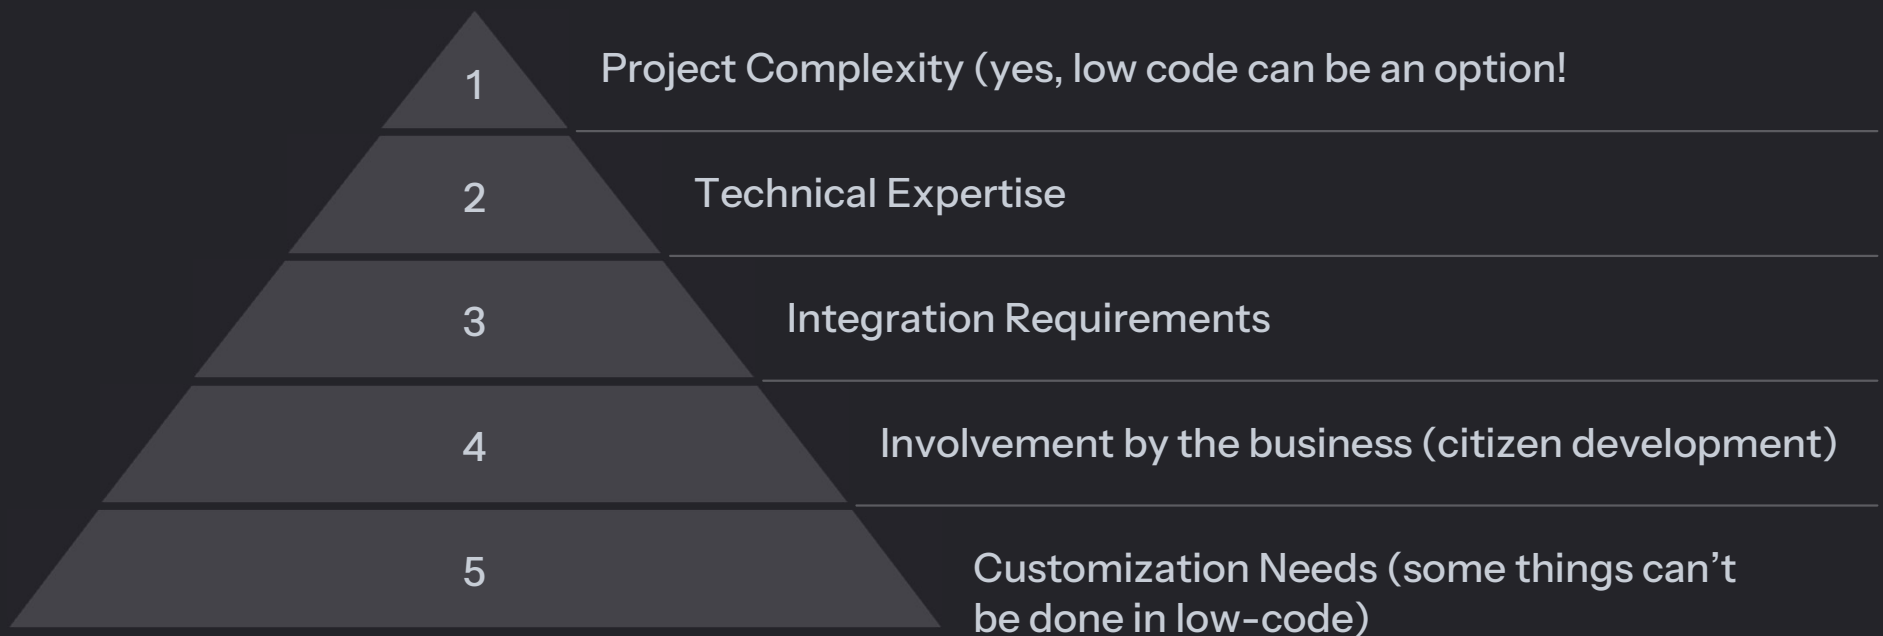 1
Project Complexity (yes, low code can be an option!
2
Technical Expertise
3
Integration Requirements
4
Involvement by the business (citizen development)
5
Customization Needs (some things can’t
be done in low-code)